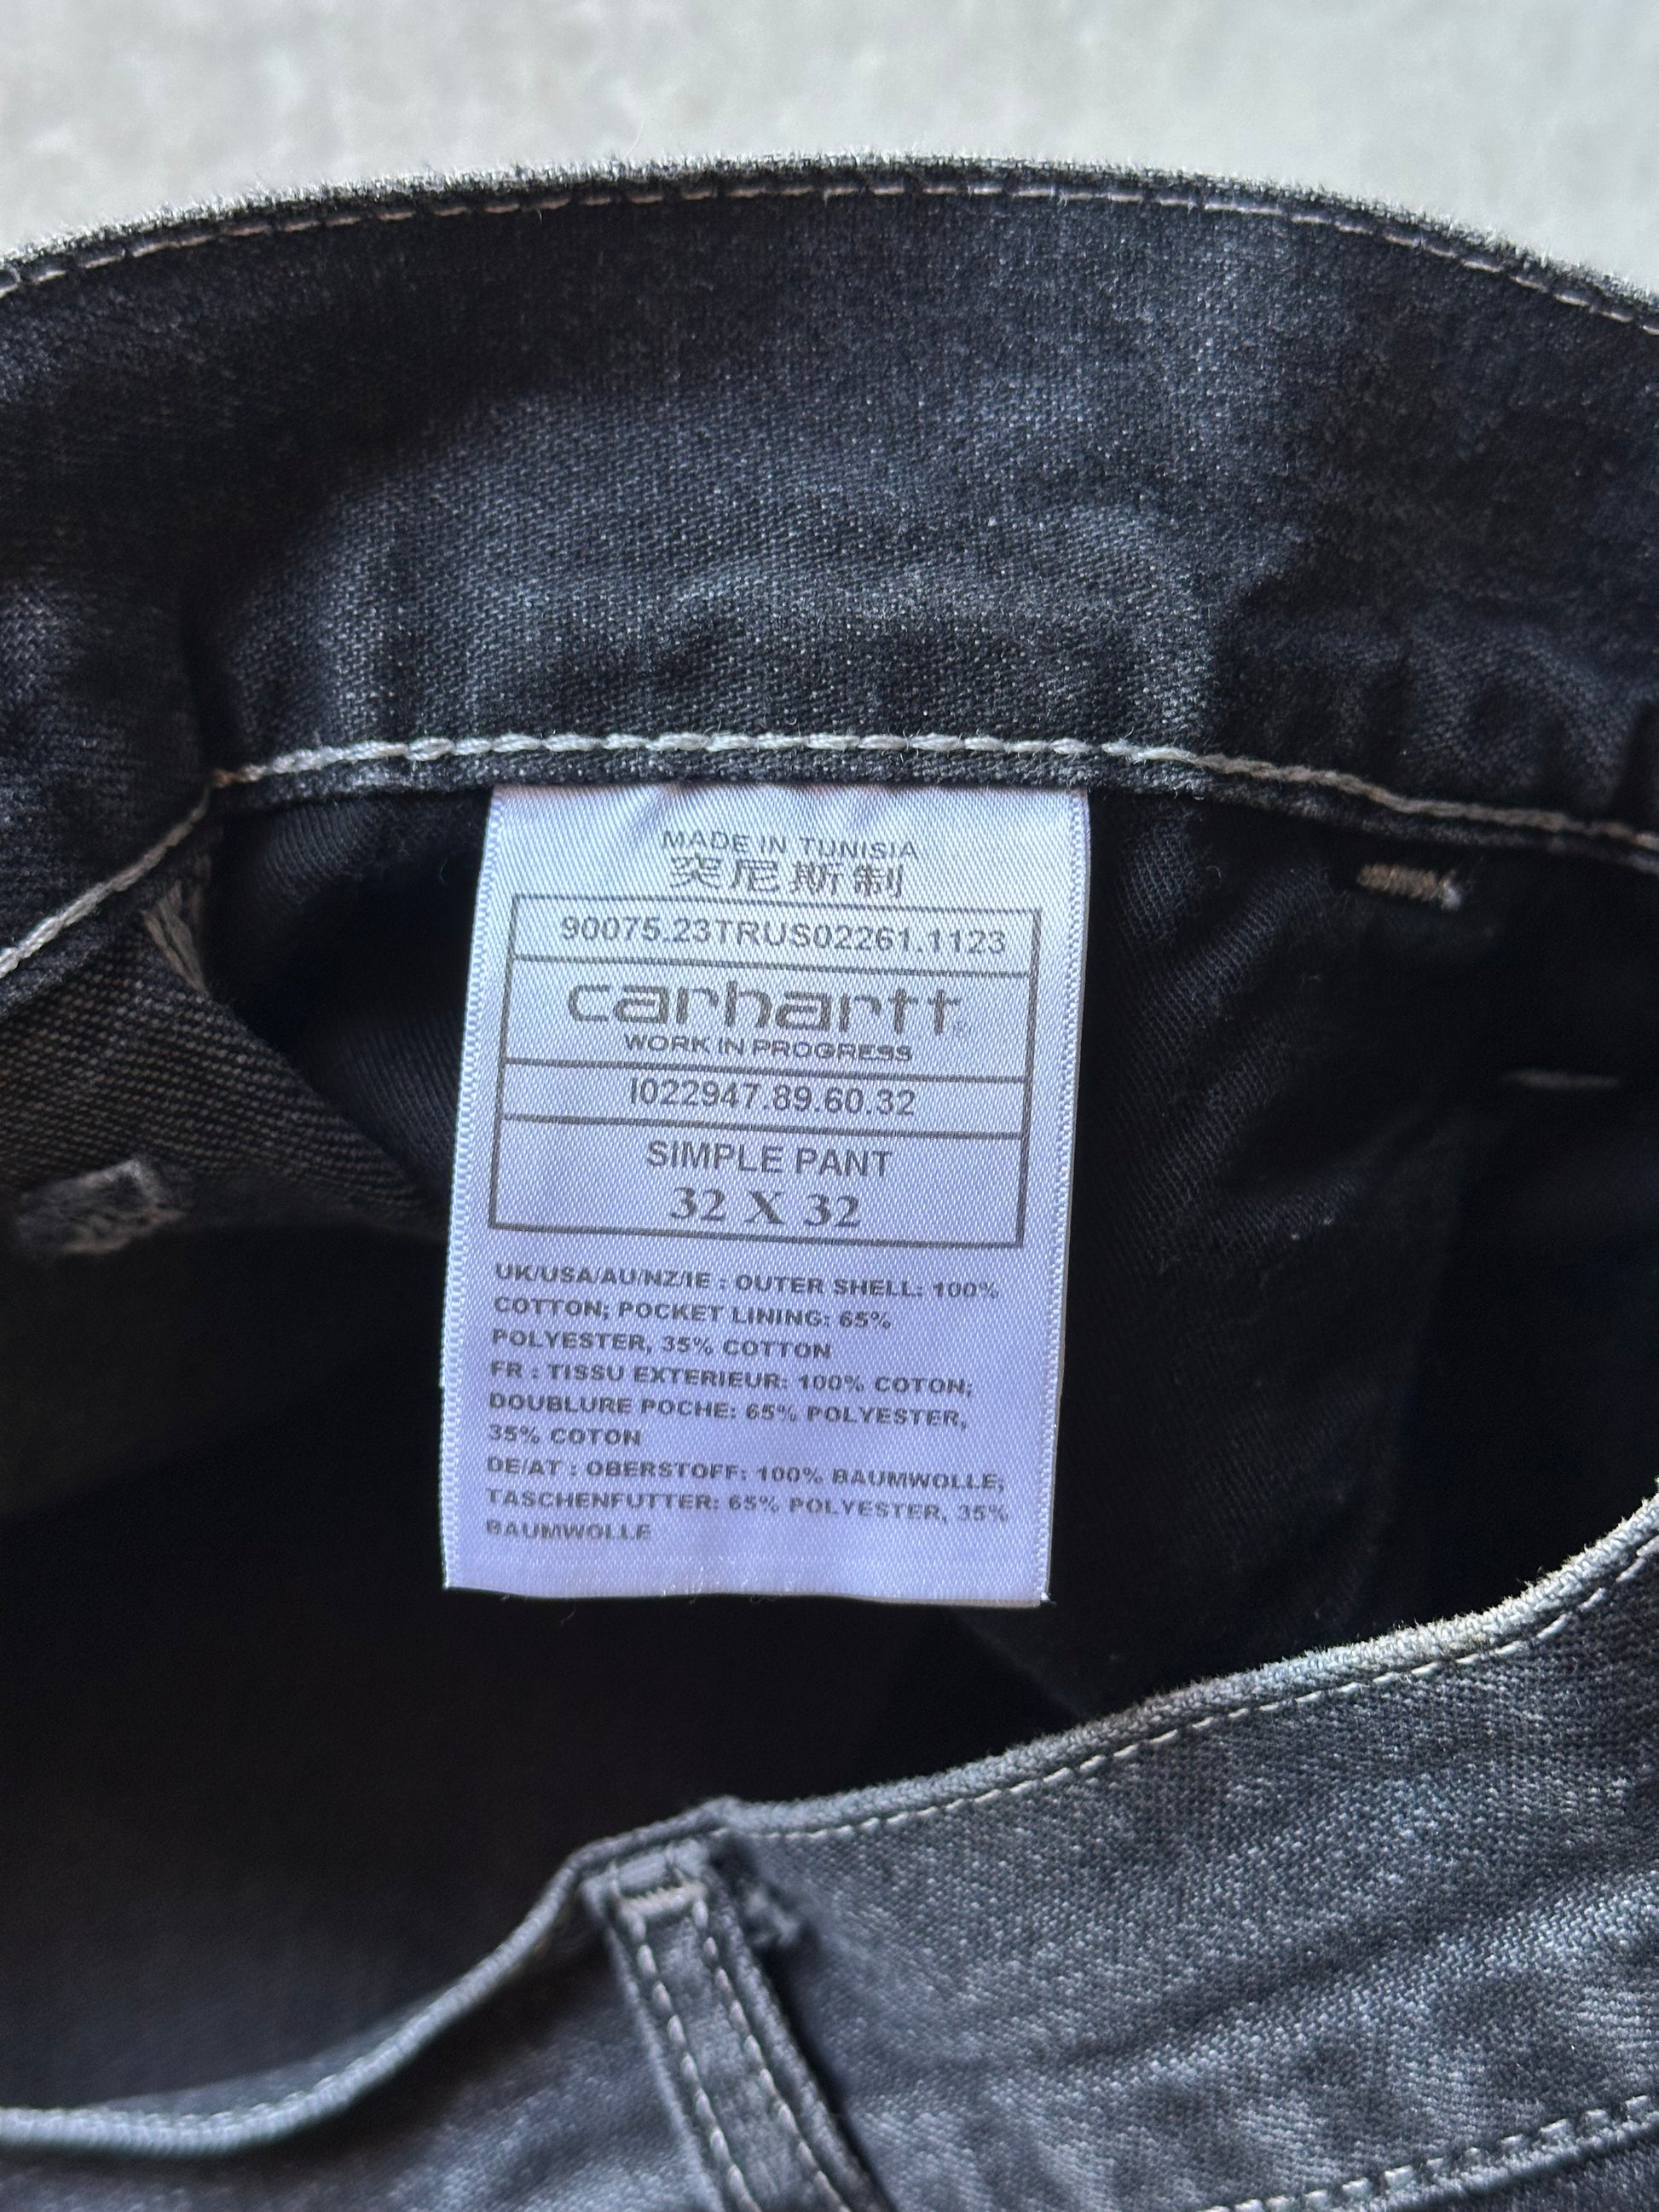 MADE IN TUNISIA
突尼斯制
90075.23TRUS02261.1123
carhartt®
WORK IN PROGRESS
I022947.89.60.32
SIMPLE PANT
32 X 32
UK/USA/AU/NZ/IE : OUTER SHELL: 100%
COTTON; POCKET LINING: 65%
POLYESTER, 35% COTTON
FR : TISSU EXTERIEUR: 100% COTON;
DOUBLURE POCHE: 65% POLYESTER,
35% COTON
DE/AT : OBERSTOFF: 100% BAUMWOLLE;
TASCHENFUTTER: 65% POLYESTER, 35%
BAUMWOLLE